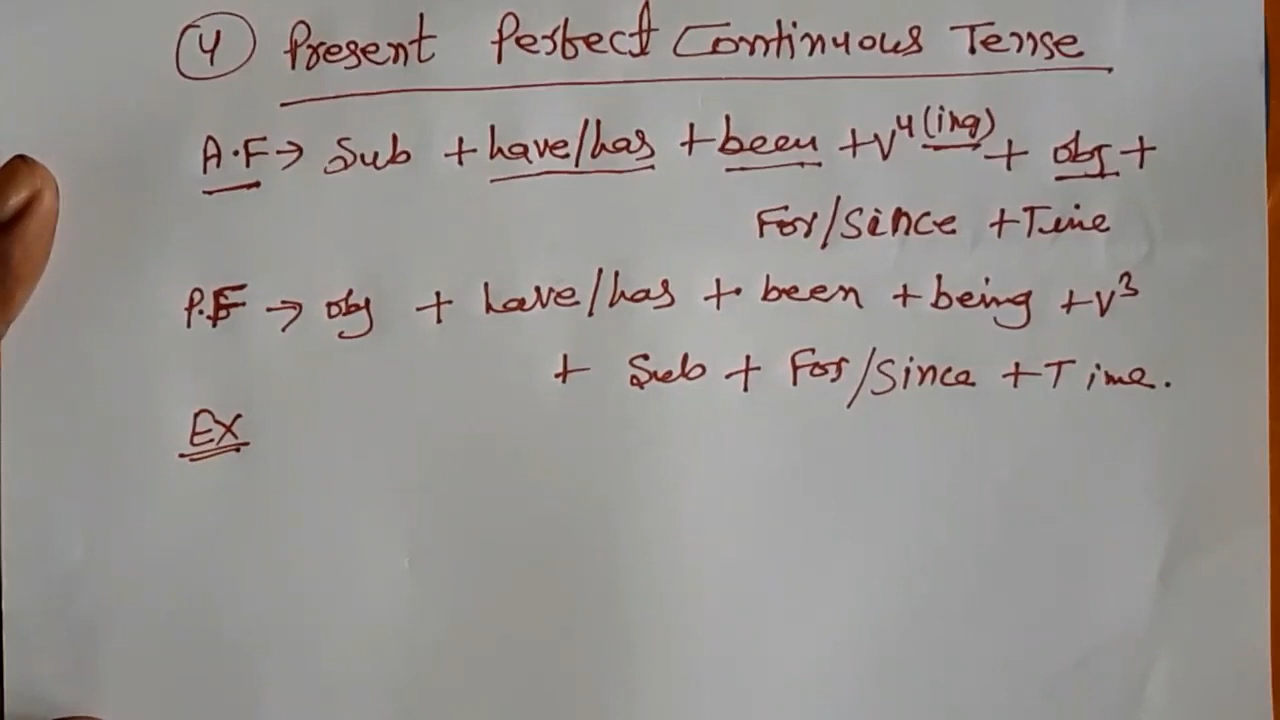 4 Present Perfect Continuous Tense
A.F → Sub + have/has + been + V⁴(ing) + obj +
For/Since + Time
P.F → obj + have/has + been + being + V³
+ Sub + For/Since + Time.
EX